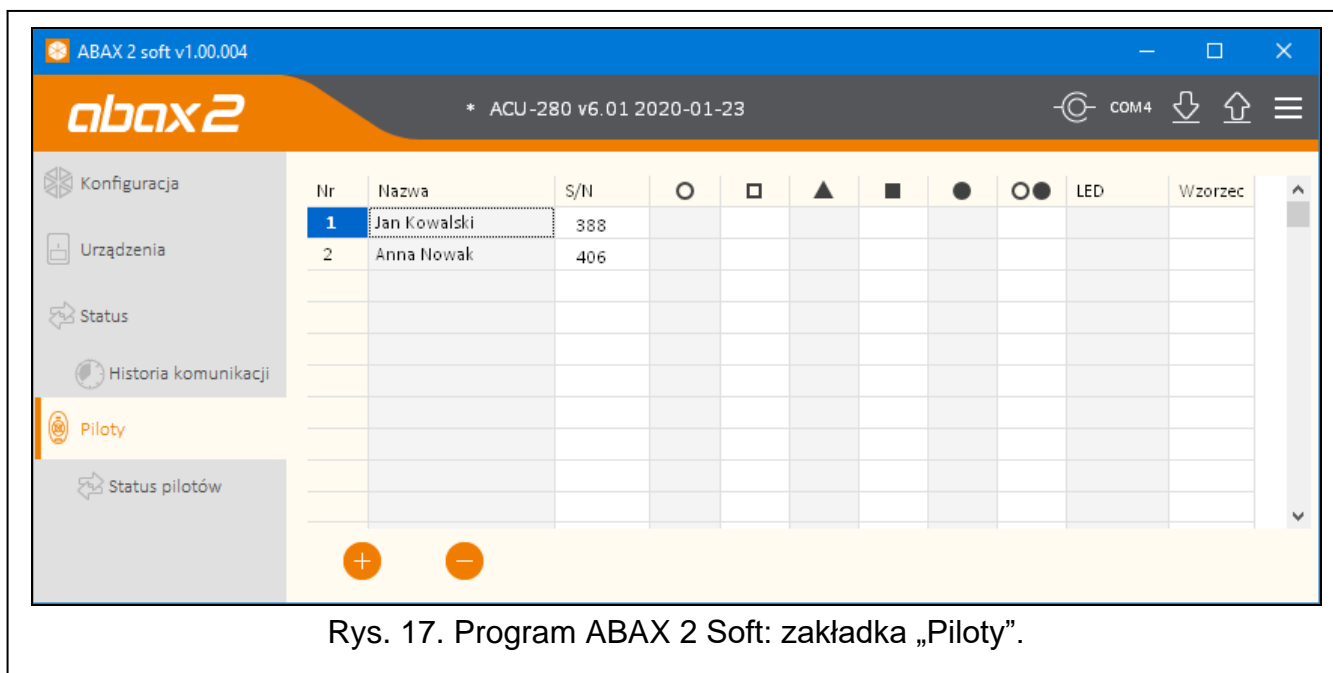 ABAX 2 soft v1.00.004
abax2
* ACU-280 v6.01 2020-01-23
COM4
Konfiguracja
Urządzenia
Status
Historia komunikacji
Piloty
Status pilotów
Nr Nazwa S/N LED Wzorzec
1 Jan Kowalski 388
2 Anna Nowak 406
Rys. 17. Program ABAX 2 Soft: zakładka „Piloty”.